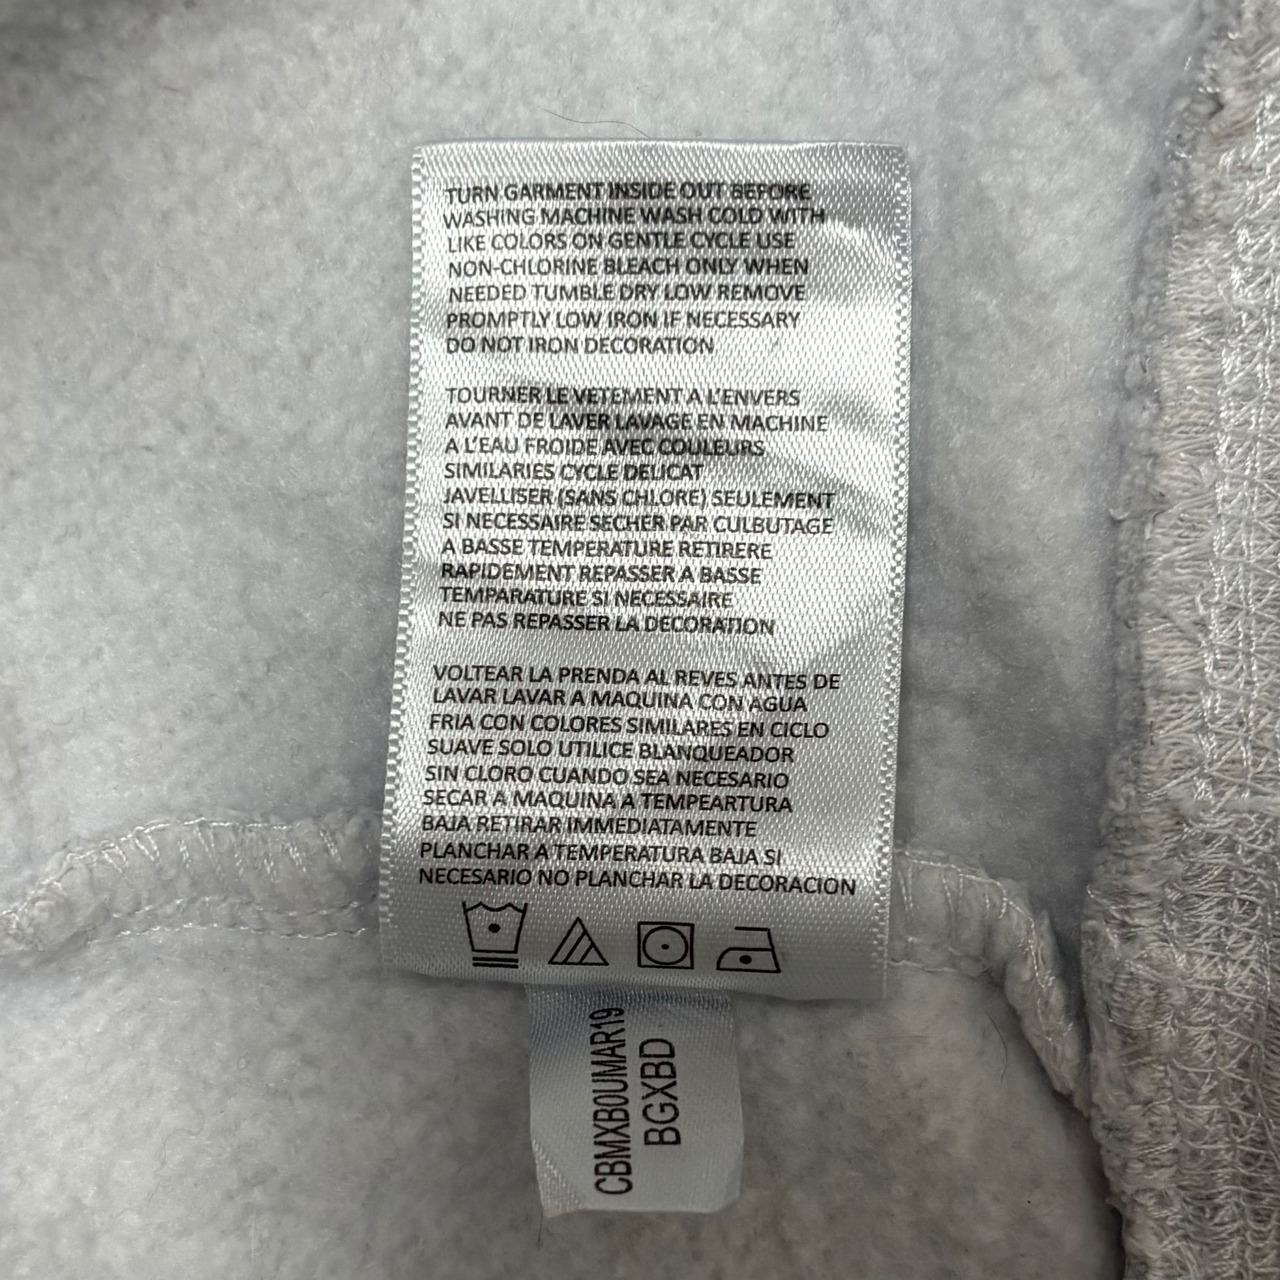 TURN GARMENT INSIDE OUT BEFORE
WASHING MACHINE WASH COLD WITH
LIKE COLORS ON GENTLE CYCLE USE
NON-CHLORINE BLEACH ONLY WHEN
NEEDED TUMBLE DRY LOW REMOVE
PROMPTLY LOW IRON IF NECESSARY
DO NOT IRON DECORATION
TOURNER LE VETEMENT A L'ENVERS
AVANT DE LAVER LAVAGE EN MACHINE
A L'EAU FROIDE AVEC COULEURS
SIMILARIES CYCLE DELICAT
JAVELLISER (SANS CHLORE) SEULEMENT
SI NECESSAIRE SECHER PAR CULBUTAGE
A BASSE TEMPERATURE RETIRERE
RAPIDEMENT REPASSER A BASSE
TEMPARATURE SI NECESSAIRE
NE PAS REPASSER LA DECORATION
VOLTEAR LA PRENDA AL REVES ANTES DE
LAVAR LAVAR A MAQUINA CON AGUA
FRIA CON COLORES SIMILARES EN CICLO
SUAVE SOLO UTILICE BLANQUEADOR
SIN CLORO CUANDO SEA NECESARIO
SECAR A MAQUINA A TEMPEARTURA
BAJA RETIRAR IMMEDIATAMENTE
PLANCHAR A TEMPERATURA BAJA SI
NECESARIO NO PLANCHAR LA DECORACION
CBMXB0UMAR19
BGXBD